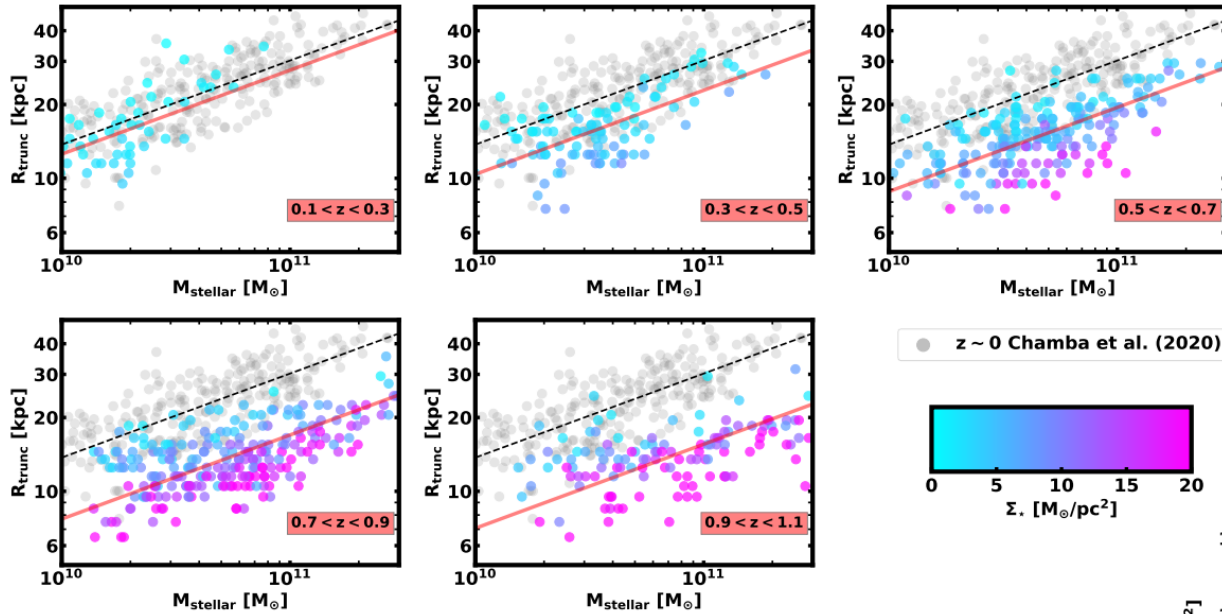 40
30
20
10
6
R_trunc [kpc]
0.1 < z < 0.3
10^10
10^11
M_stellar [M_⊙]
40
30
20
10
6
R_trunc [kpc]
0.3 < z < 0.5
10^10
10^11
M_stellar [M_⊙]
40
30
20
10
6
R_trunc [kpc]
0.5 < z < 0.7
10^10
10^11
M_stellar [M_⊙]
40
30
20
10
6
R_trunc [kpc]
0.7 < z < 0.9
10^10
10^11
M_stellar [M_⊙]
40
30
20
10
6
R_trunc [kpc]
0.9 < z < 1.1
10^10
10^11
M_stellar [M_⊙]
z ~ 0 Chamba et al. (2020)
0 5 10 15 20
Σ⋆ [M_⊙/pc²]